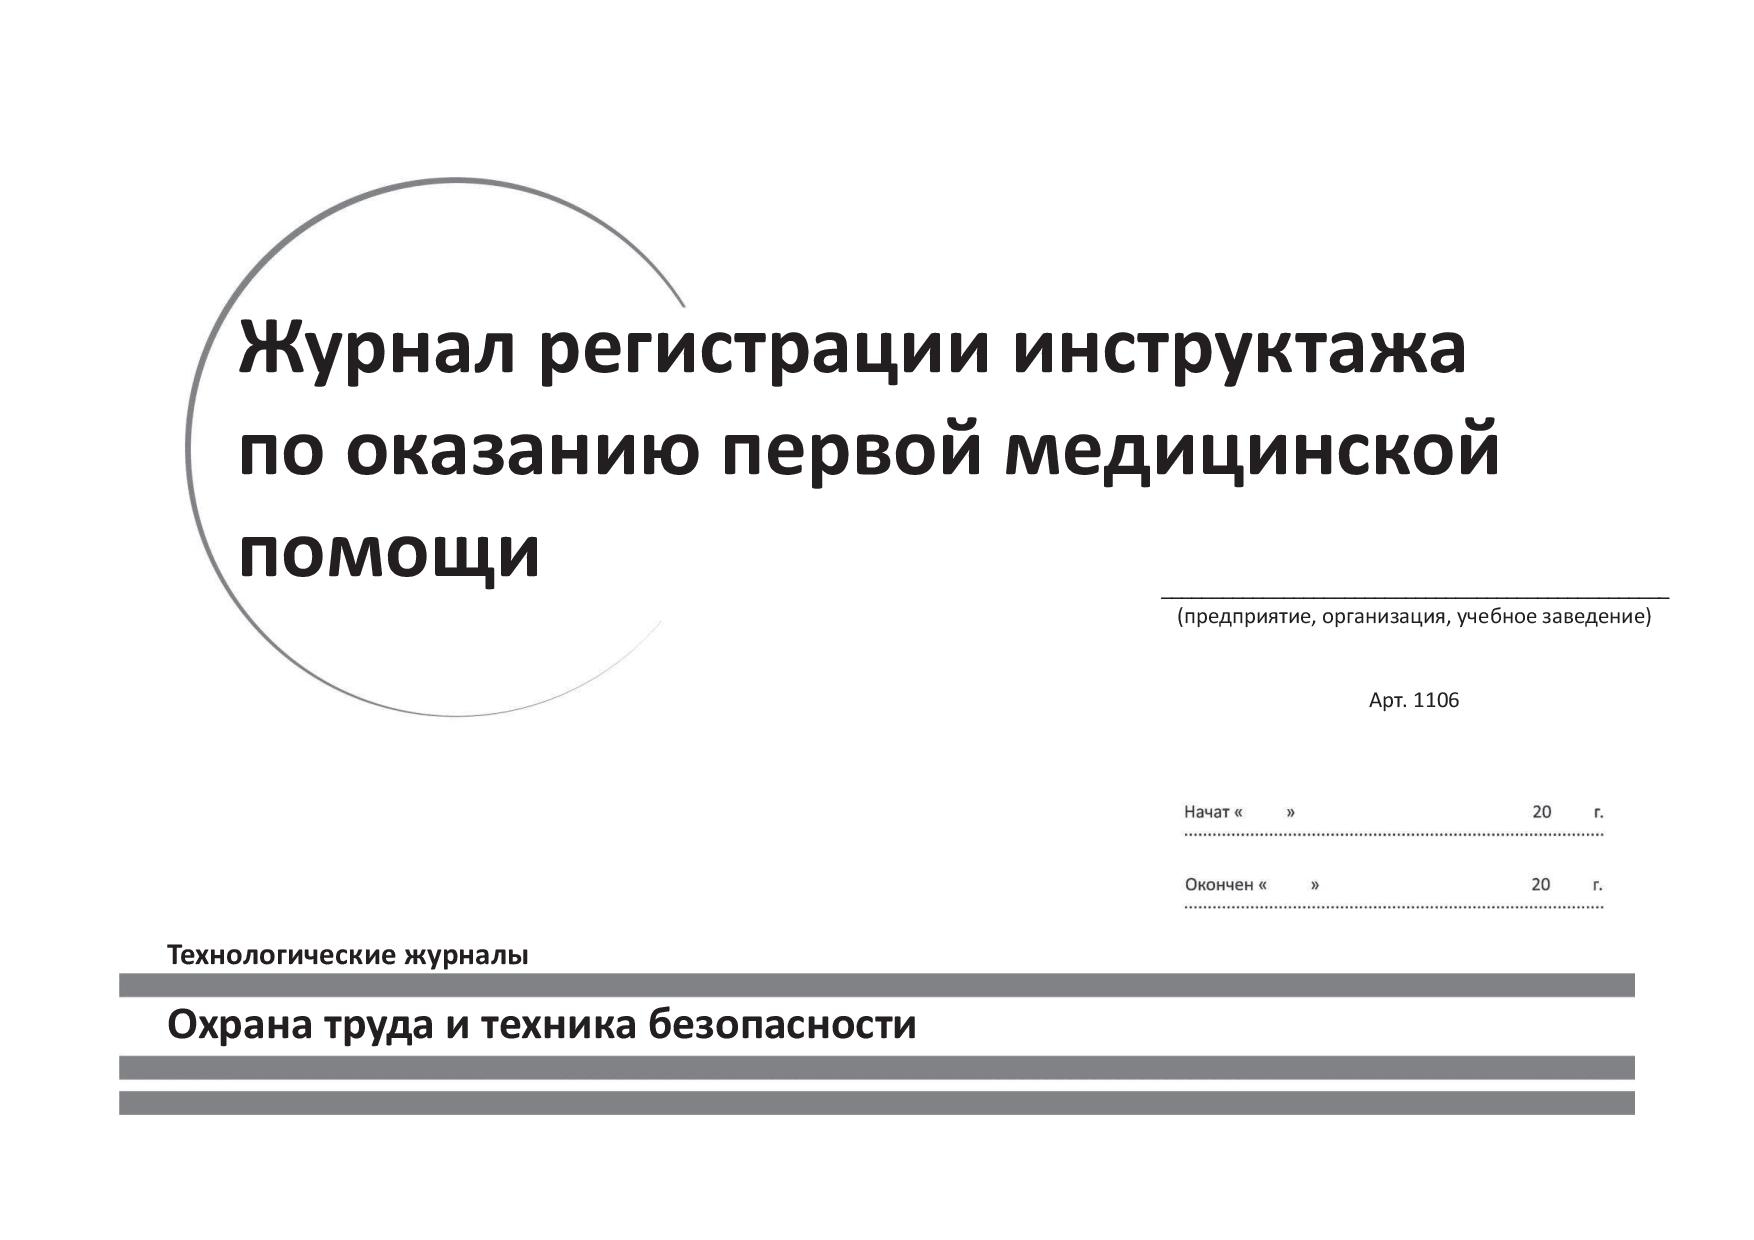 Журнал регистрации инструктажа
по оказанию первой медицинской
помощи
(предприятие, организация, учебное заведение)
Арт. 1106
Начат « » 20 г.
Окончен « » 20 г.
Технологические журналы
Охрана труда и техника безопасности